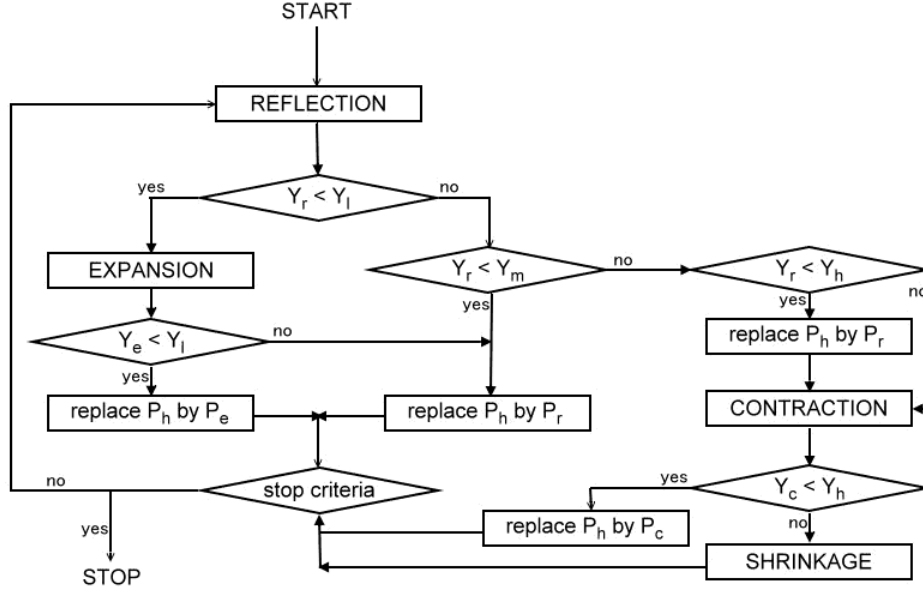 START
REFLECTION
yes
Y_r < Y_l
no
EXPANSION
Y_r < Y_m
no
Y_r < Y_h
no
yes
yes
replace P_h by P_r
Y_e < Y_l
no
yes
replace P_h by P_e
replace P_h by P_r
CONTRACTION
no
stop criteria
yes
Y_c < Y_h
yes
replace P_h by P_c
no
STOP
SHRINKAGE